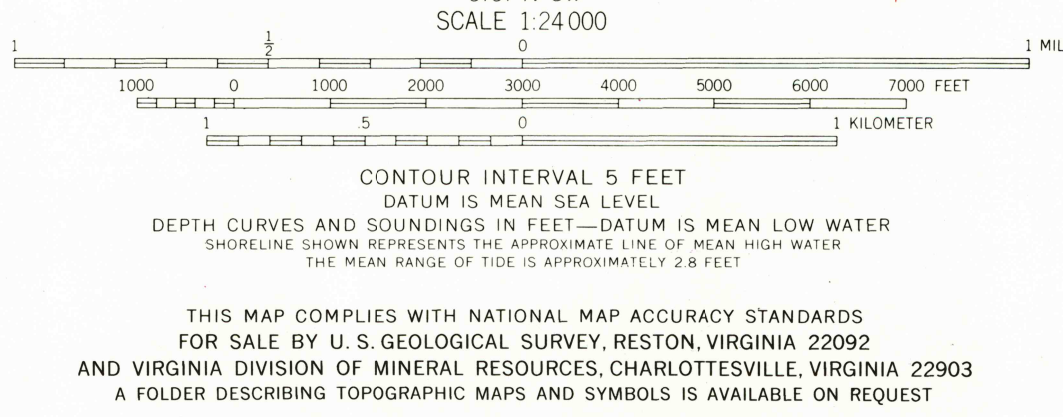 SCALE 1:24 000
1 1/2 0 1
1000 0 1000 2000 3000 4000 5000 6000 7000 FEET
1 .5 0 1 KILOMETER
CONTOUR INTERVAL 5 FEET
DATUM IS MEAN SEA LEVEL
DEPTH CURVES AND SOUNDINGS IN FEET—DATUM IS MEAN LOW WATER
SHORELINE SHOWN REPRESENTS THE APPROXIMATE LINE OF MEAN HIGH WATER
THE MEAN RANGE OF TIDE IS APPROXIMATELY 2.8 FEET
THIS MAP COMPLIES WITH NATIONAL MAP ACCURACY STANDARDS
FOR SALE BY U. S. GEOLOGICAL SURVEY, RESTON, VIRGINIA 22092
AND VIRGINIA DIVISION OF MINERAL RESOURCES, CHARLOTTESVILLE, VIRGINIA 22903
A FOLDER DESCRIBING TOPOGRAPHIC MAPS AND SYMBOLS IS AVAILABLE ON REQUEST